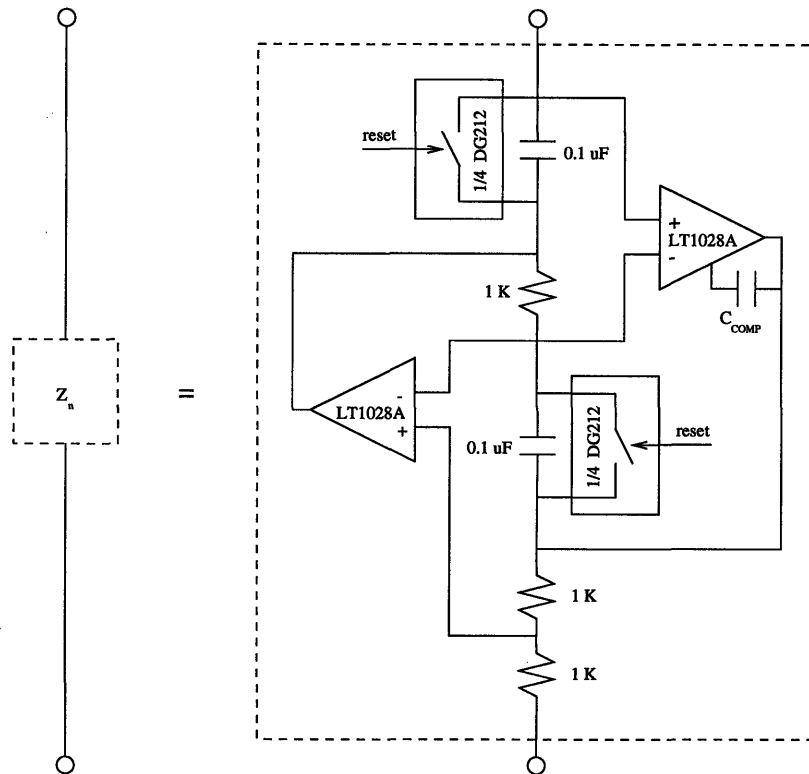 reset
1/4 DG212
0.1 uF
+
LT1028A
-
1 K
C COMP
Z n
=
-
LT1028A
+
0.1 uF
1/4 DG212
reset
1 K
1 K